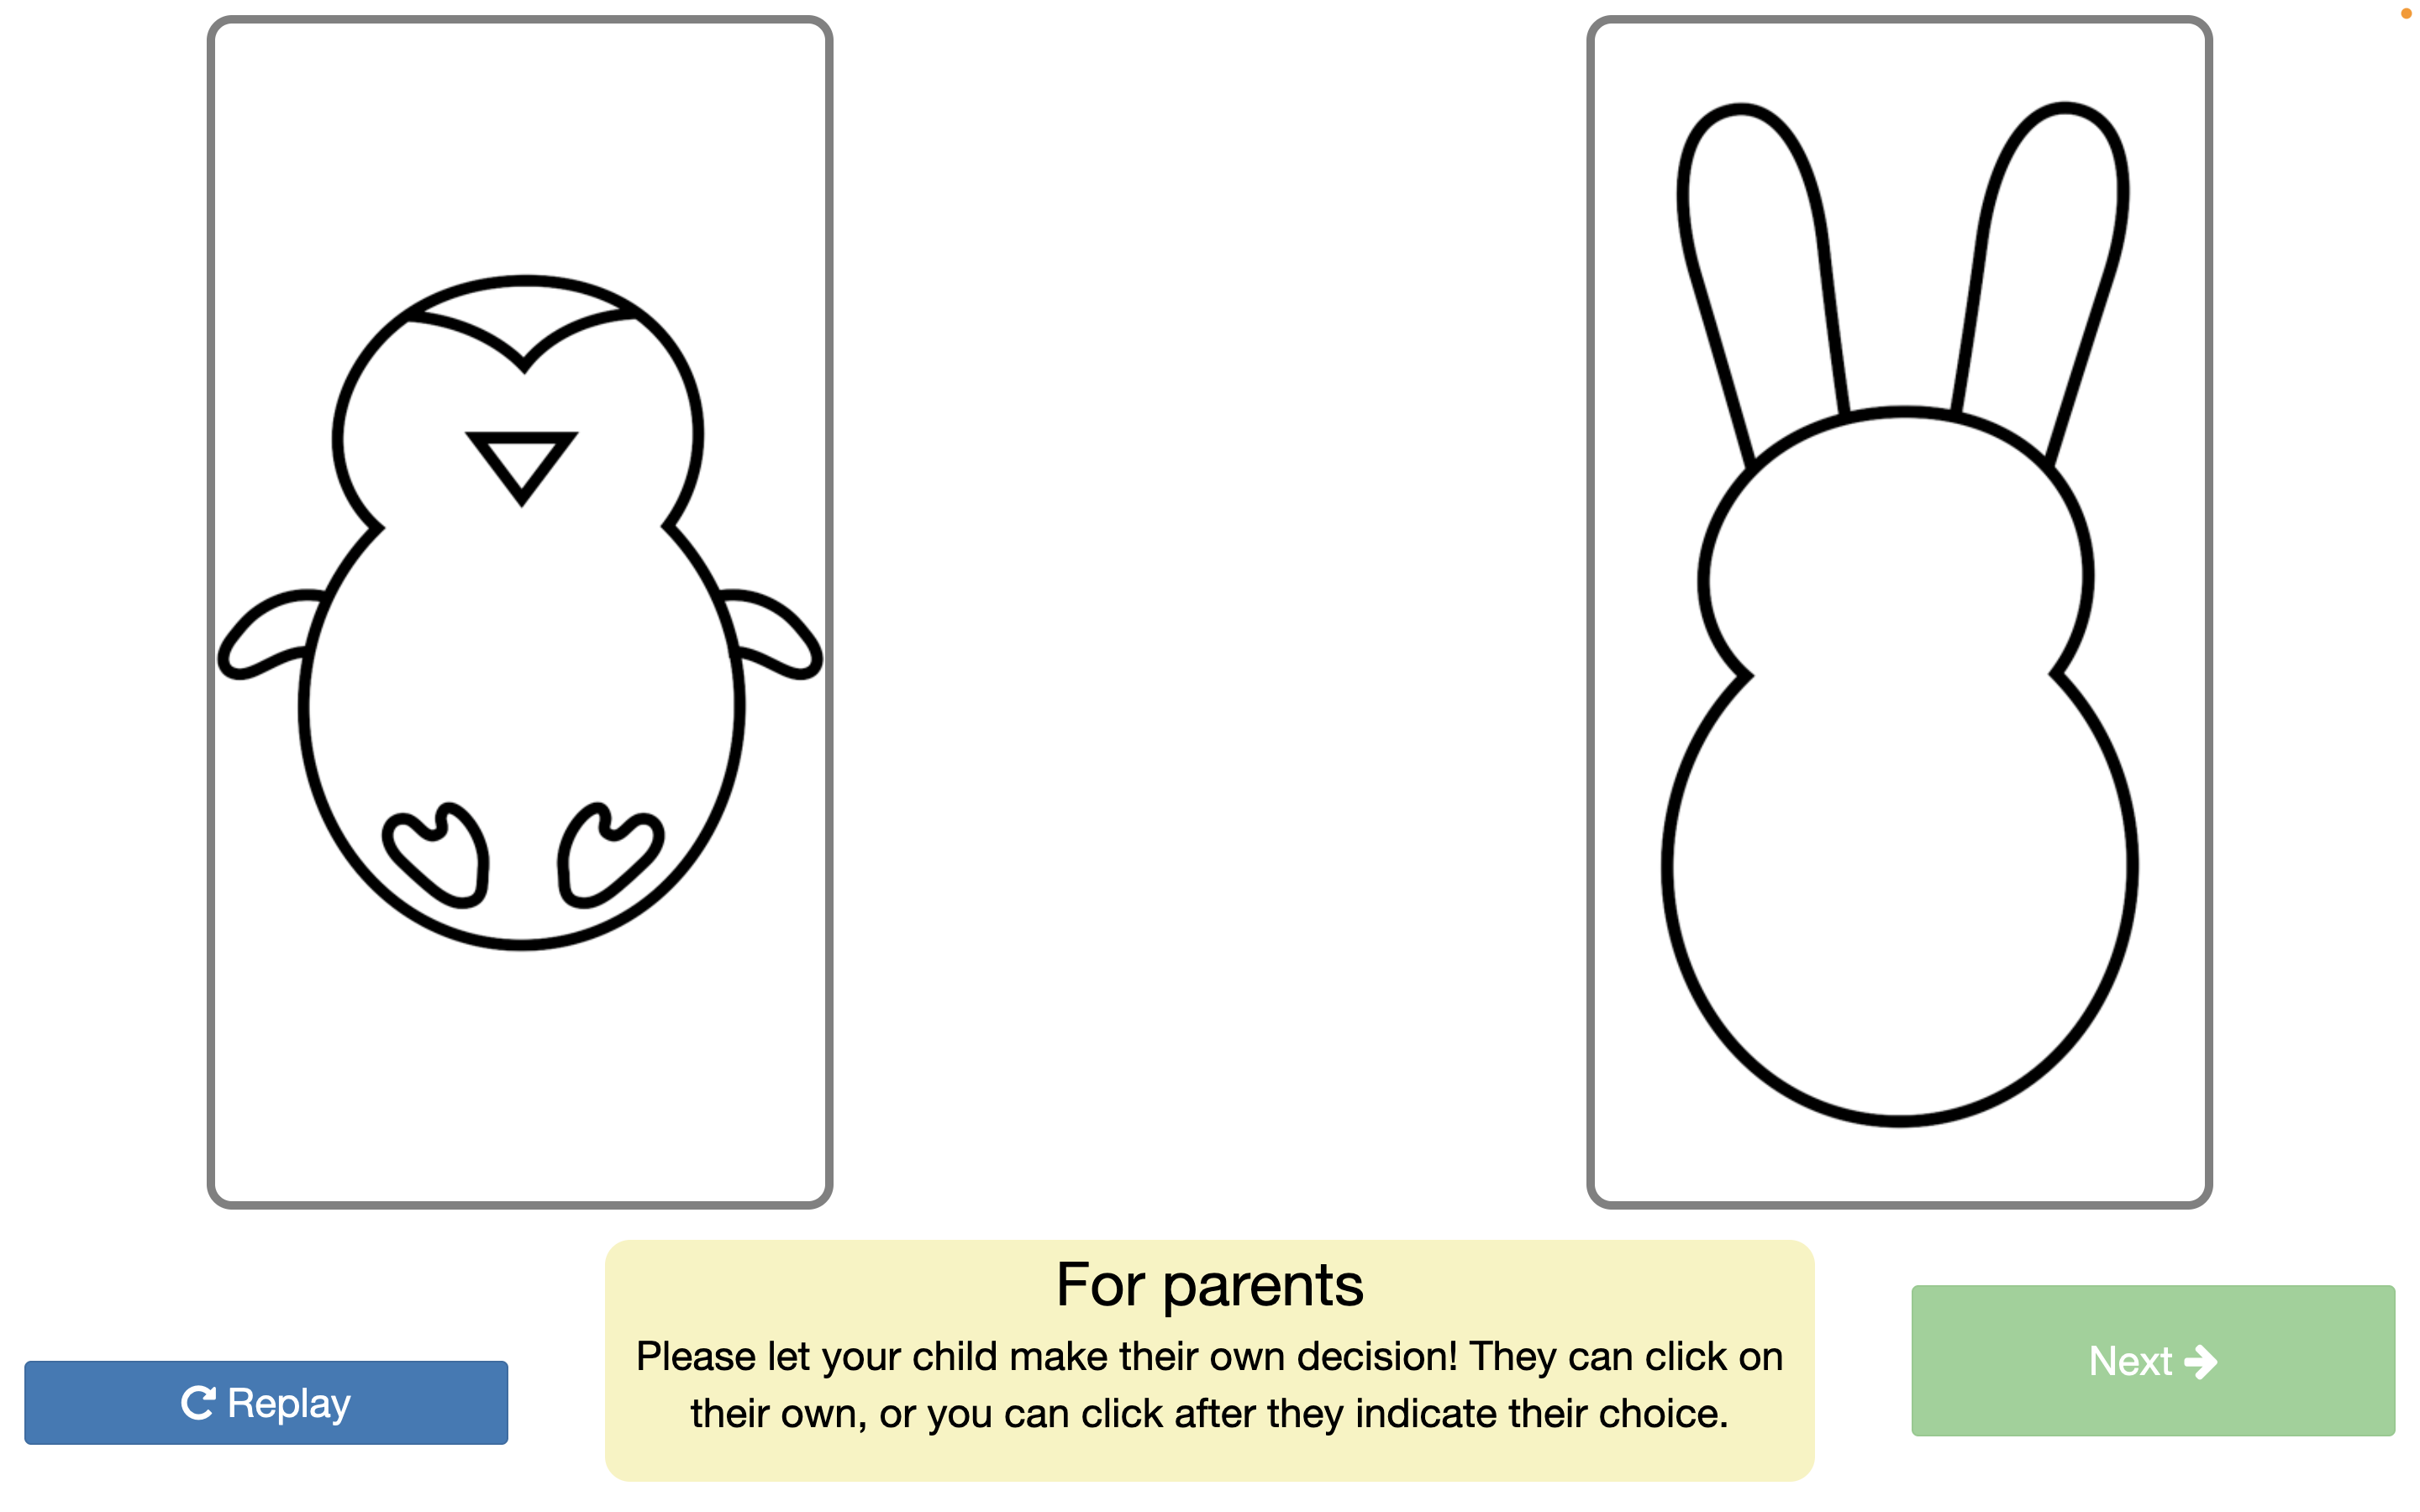 For parents
Please let your child make their own decision! They can click on
their own, or you can click after they indicate their choice.
Replay
Next